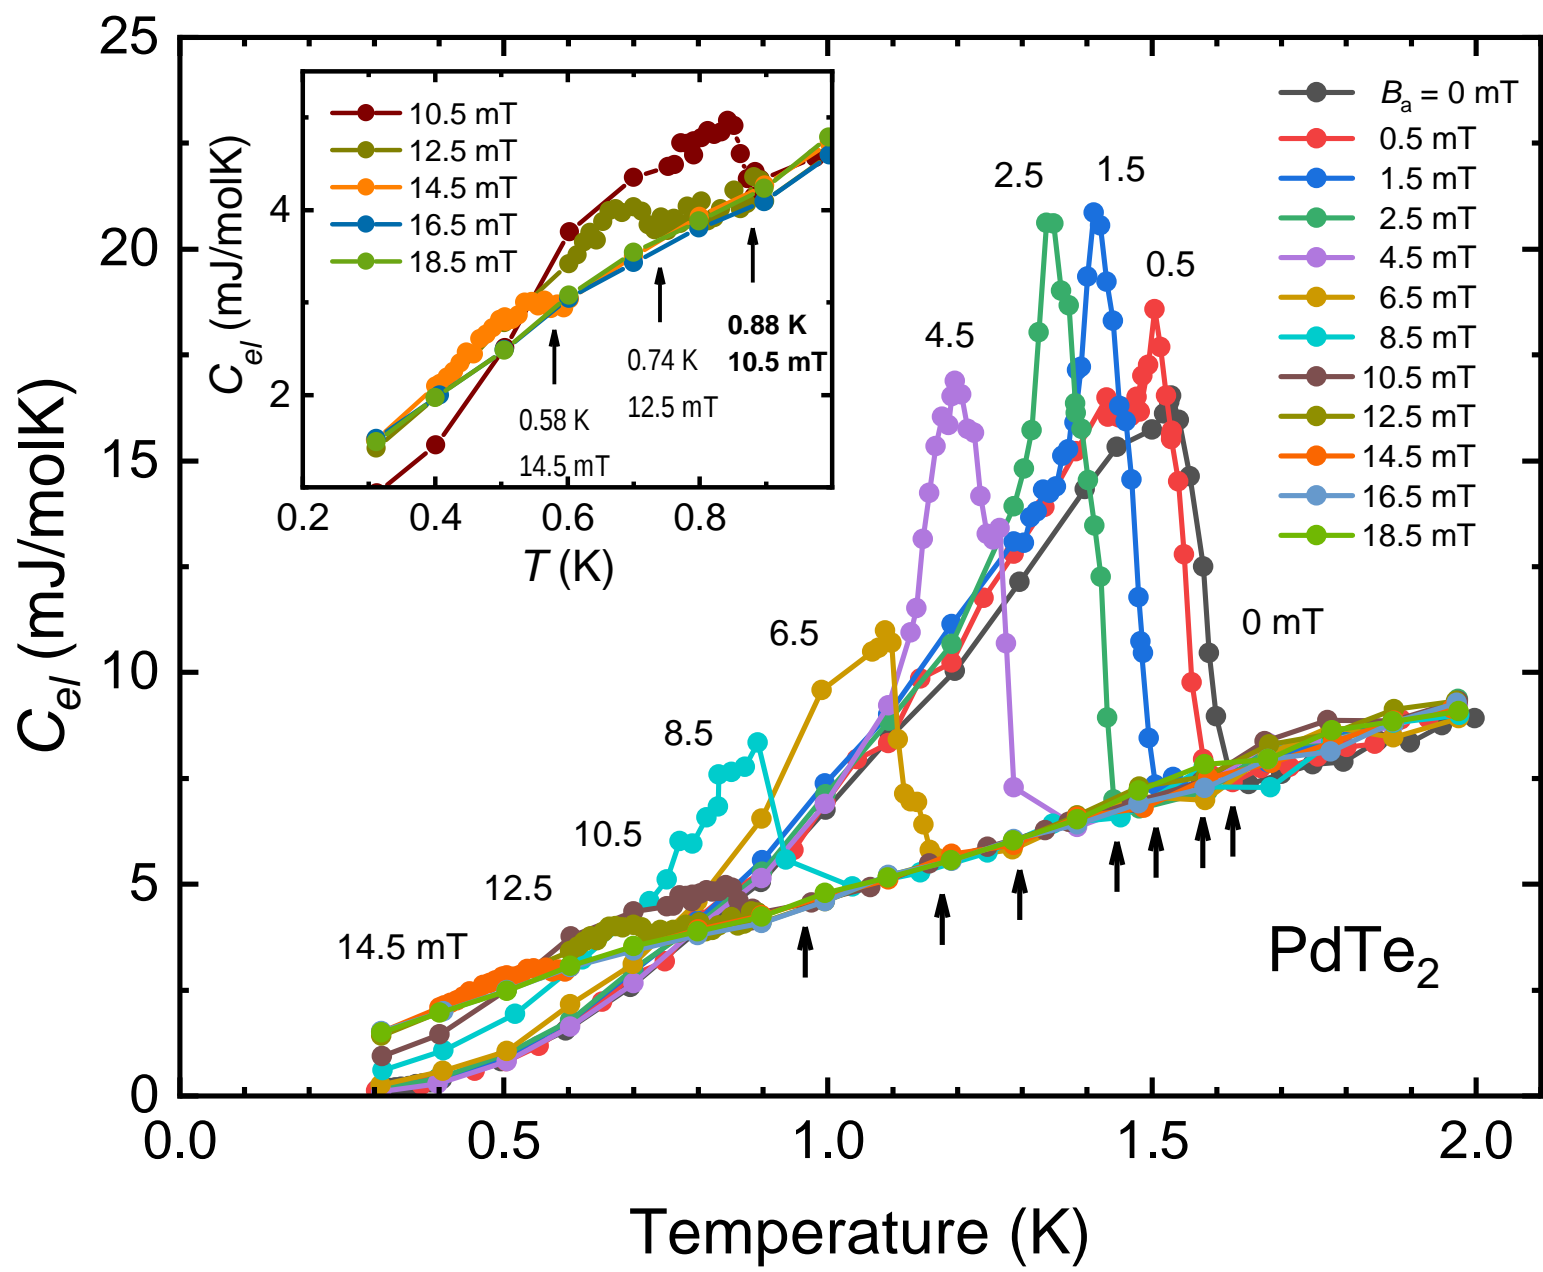 25
20
15
10
5
0
0.0
0.5
1.0
1.5
2.0
Temperature (K)
C_el (mJ/molK)
B_a = 0 mT
0.5 mT
1.5 mT
2.5 mT
4.5 mT
6.5 mT
8.5 mT
10.5 mT
12.5 mT
14.5 mT
16.5 mT
18.5 mT
2.5
1.5
0.5
4.5
0 mT
6.5
8.5
10.5
12.5
14.5 mT
PdTe₂
10.5 mT
12.5 mT
14.5 mT
16.5 mT
18.5 mT
C_el (mJ/molK)
4
2
0.2
0.4
0.6
0.8
T (K)
0.88 K
10.5 mT
0.74 K
12.5 mT
0.58 K
14.5 mT